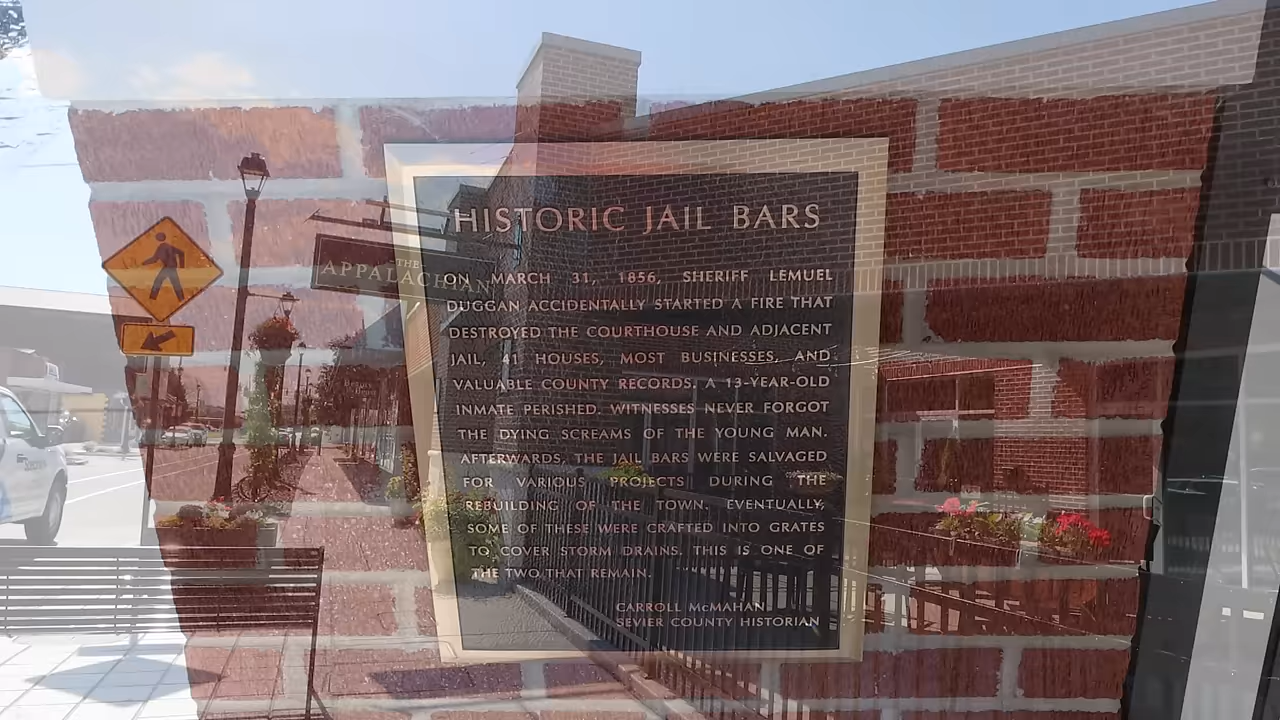 HISTORIC JAIL BARS
THE
APPALACHIAN
ON MARCH 31, 1856, SHERIFF LEMUEL
DUGGAN ACCIDENTALLY STARTED A FIRE THAT
DESTROYED THE COURTHOUSE AND ADJACENT
JAIL, 41 HOUSES, MOST BUSINESSES, AND
VALUABLE COUNTY RECORDS. A 13-YEAR-OLD
INMATE PERISHED. WITNESSES NEVER FORGOT
THE DYING SCREAMS OF THE YOUNG MAN.
AFTERWARDS, THE JAIL BARS WERE SALVAGED
FOR VARIOUS PROJECTS DURING THE
REBUILDING OF THE TOWN. EVENTUALLY,
SOME OF THESE WERE CRAFTED INTO GRATES
TO COVER STORM DRAINS. THIS IS ONE OF
THE TWO THAT REMAIN.
CARROLL McMAHAN
SEVIER COUNTY HISTORIAN